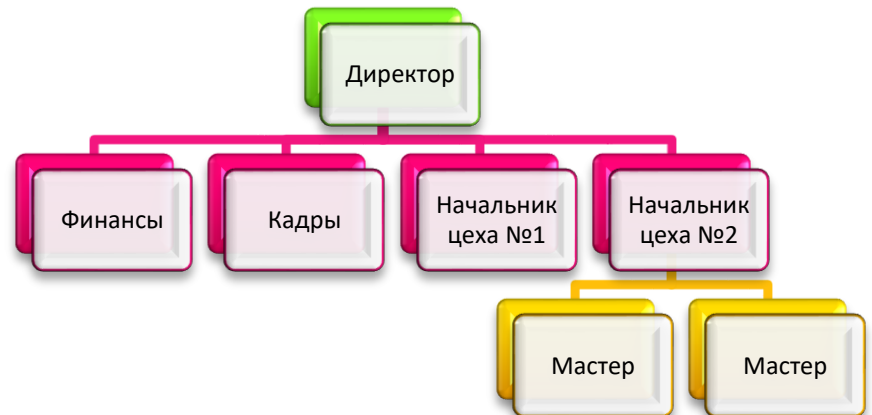 Директор
Финансы
Кадры
Начальник
цеха №1
Начальник
цеха №2
Мастер
Мастер